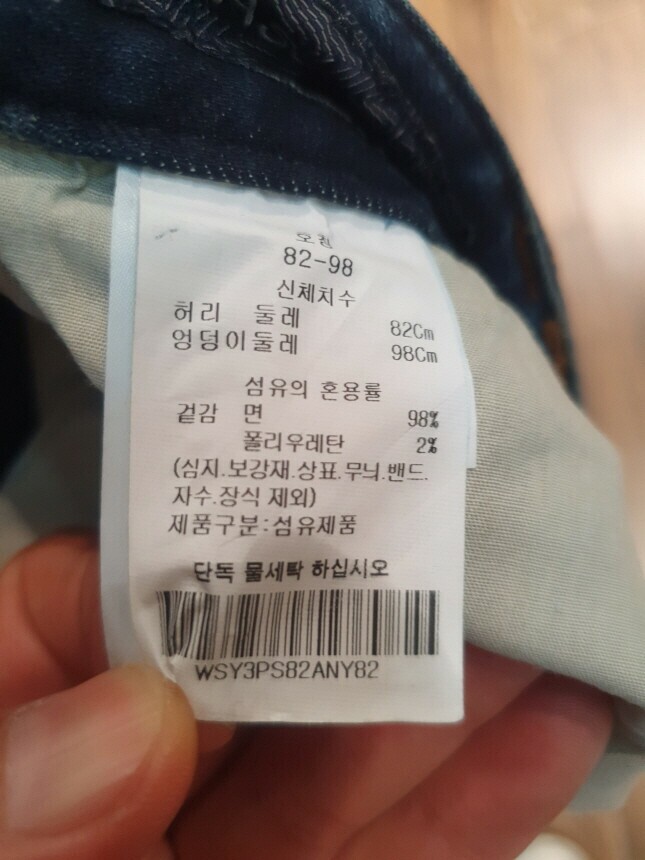 호칭
82-98
신체치수
허리 둘레 82Cm
엉덩이둘레 98Cm
섬유의 혼용률
겉감 면 98%
폴리우레탄 2%
(심지.보강재.상표.무늬.밴드.
자수.장식 제외)
제품구분:섬유제품
단독 물세탁 하십시오
WSY3PS82ANY82